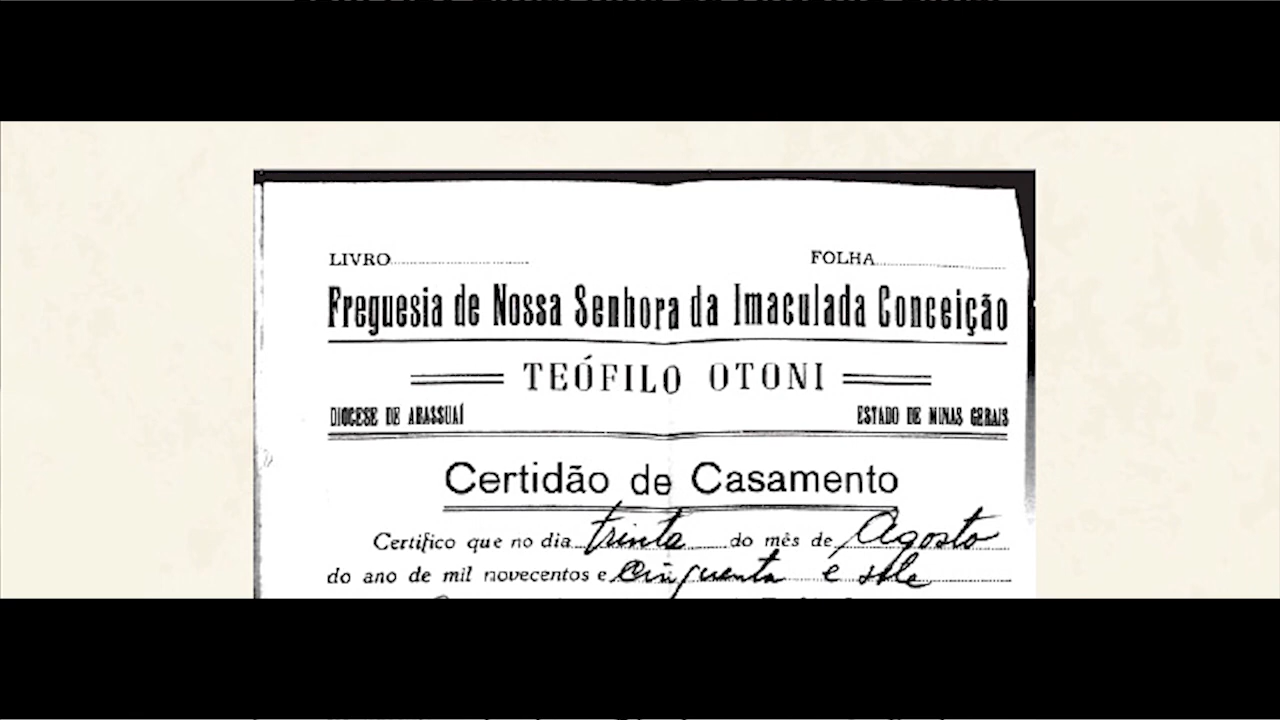 LIVRO FOLHA
Freguesia de Nossa Senhora da Imaculada Conceição
TEÓFILO OTONI
DIOCESE DE ARASSUAÍ ESTADO DE MINAS GERAIS
Certidão de Casamento
Certifico que no dia trinta do mês de Agosto
do ano de mil novecentos e Cinquenta e sete